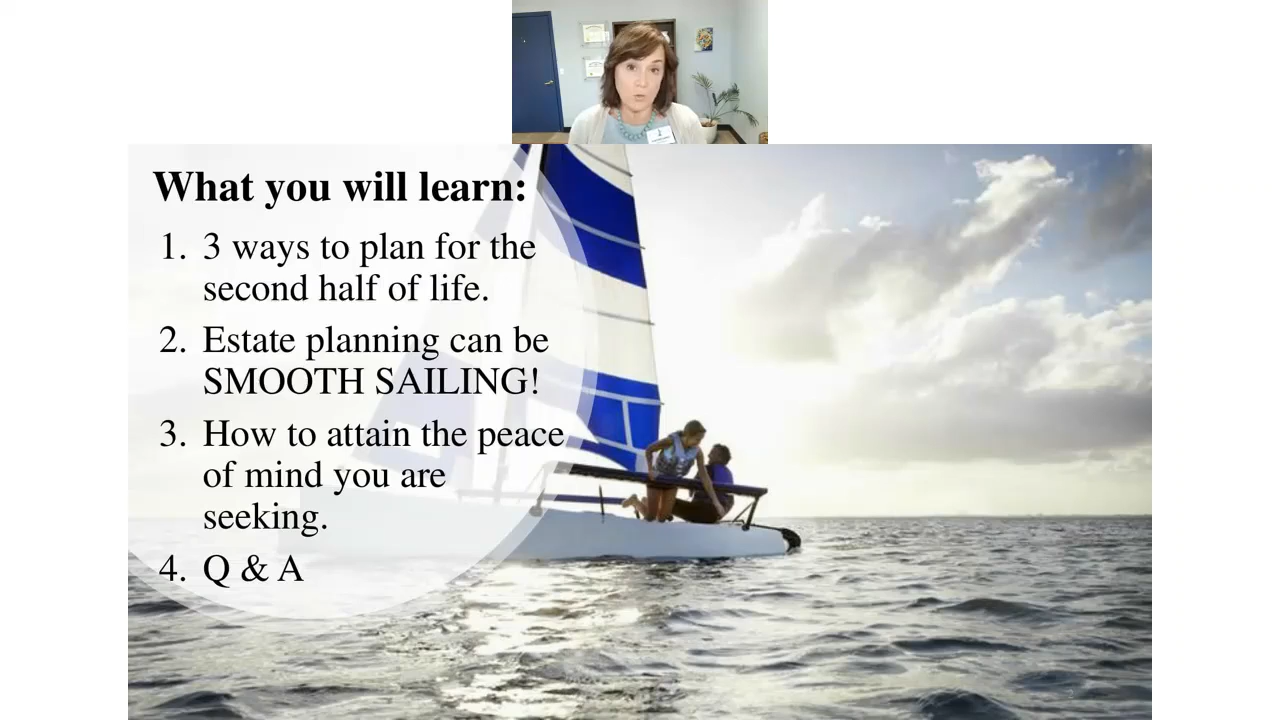 What you will learn:
1. 3 ways to plan for the
second half of life.
2. Estate planning can be
SMOOTH SAILING!
3. How to attain the peace
of mind you are
seeking.
4. Q & A
2